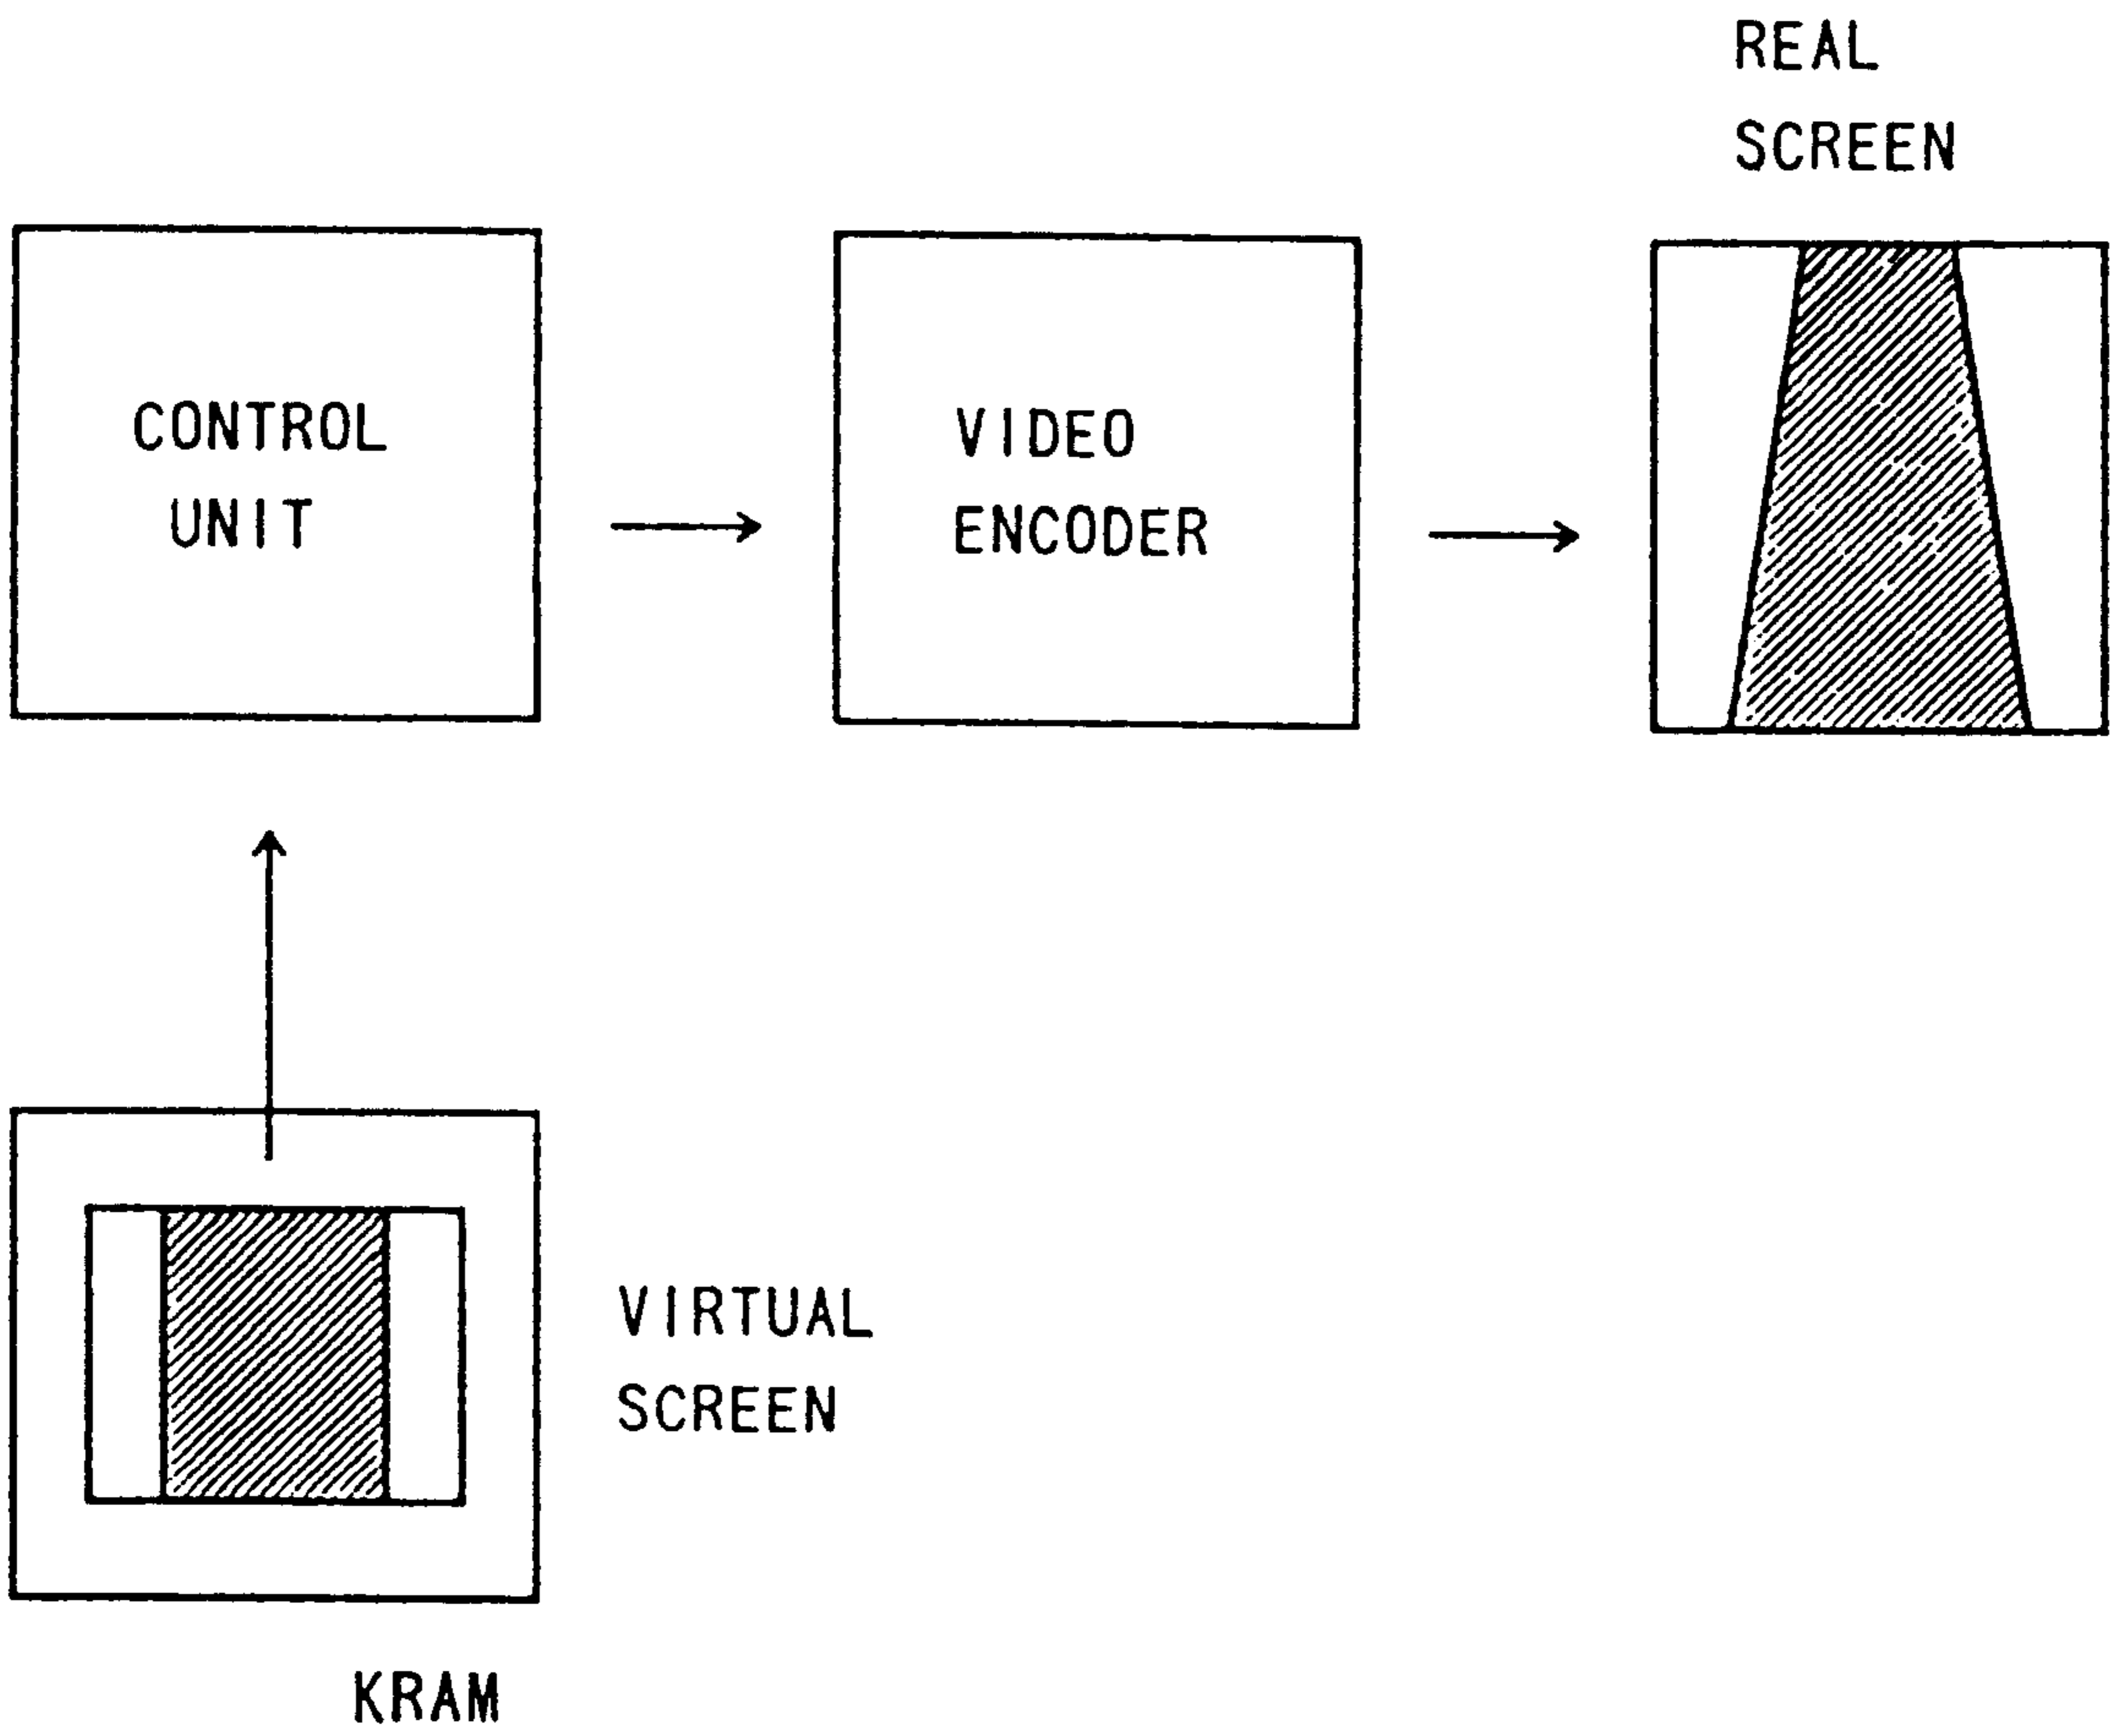 REAL
SCREEN
CONTROL
UNIT
VIDEO
ENCODER
VIRTUAL
SCREEN
KRAM